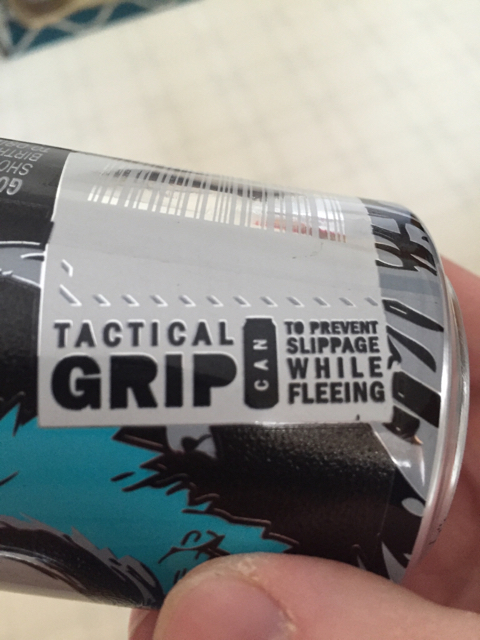 TACTICAL
GRIP
CAN
TO PREVENT
SLIPPAGE
WHILE
FLEEING